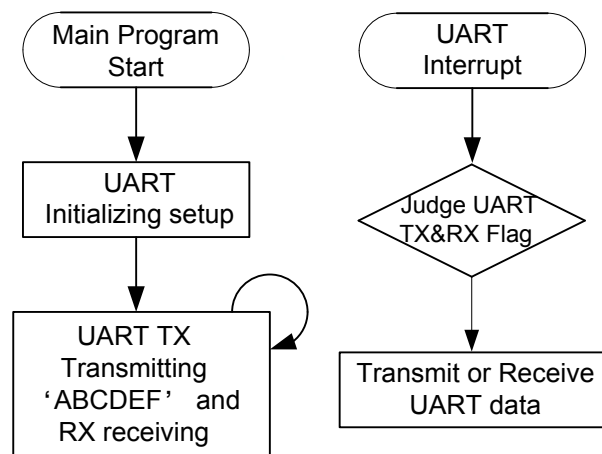 Main Program
Start
UART
Initializing setup
UART TX
Transmitting
‘ABCDEF’ and
RX receiving
UART
Interrupt
Judge UART
TX&RX Flag
Transmit or Receive
UART data